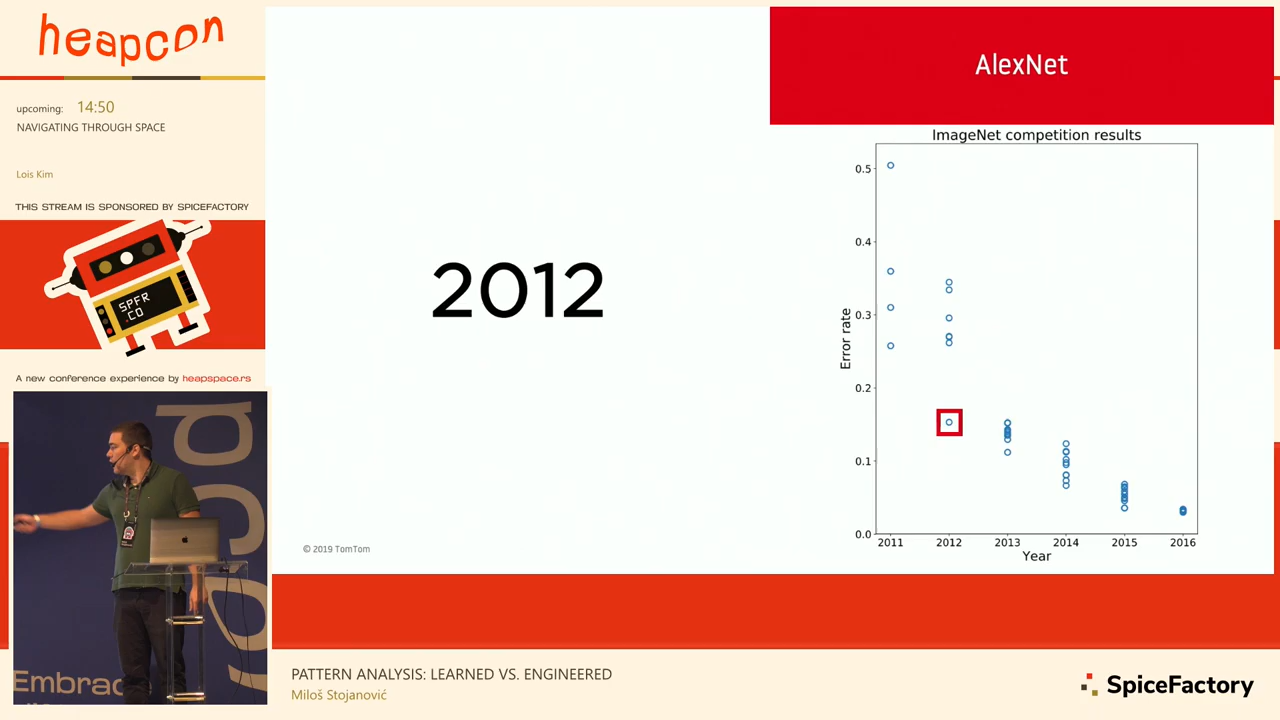 heapcon
upcoming: 14:50
NAVIGATING THROUGH SPACE
Lois Kim
THIS STREAM IS SPONSORED BY SPICEFACTORY
SPFR
.CO
A new conference experience by heapspace.rs
Embrac
2012
© 2019 TomTom
AlexNet
ImageNet competition results
Error rate
0.5
0.4
0.3
0.2
0.1
0.0
2011 2012 2013 2014 2015 2016
Year
PATTERN ANALYSIS: LEARNED VS. ENGINEERED
Miloš Stojanović
SpiceFactory